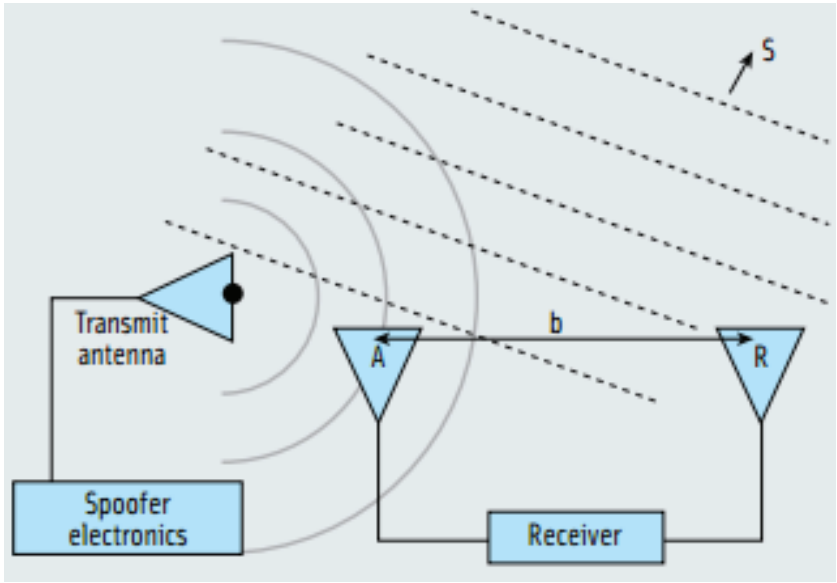 S
Transmit
antenna
b
A
R
Spoofer
electronics
Receiver